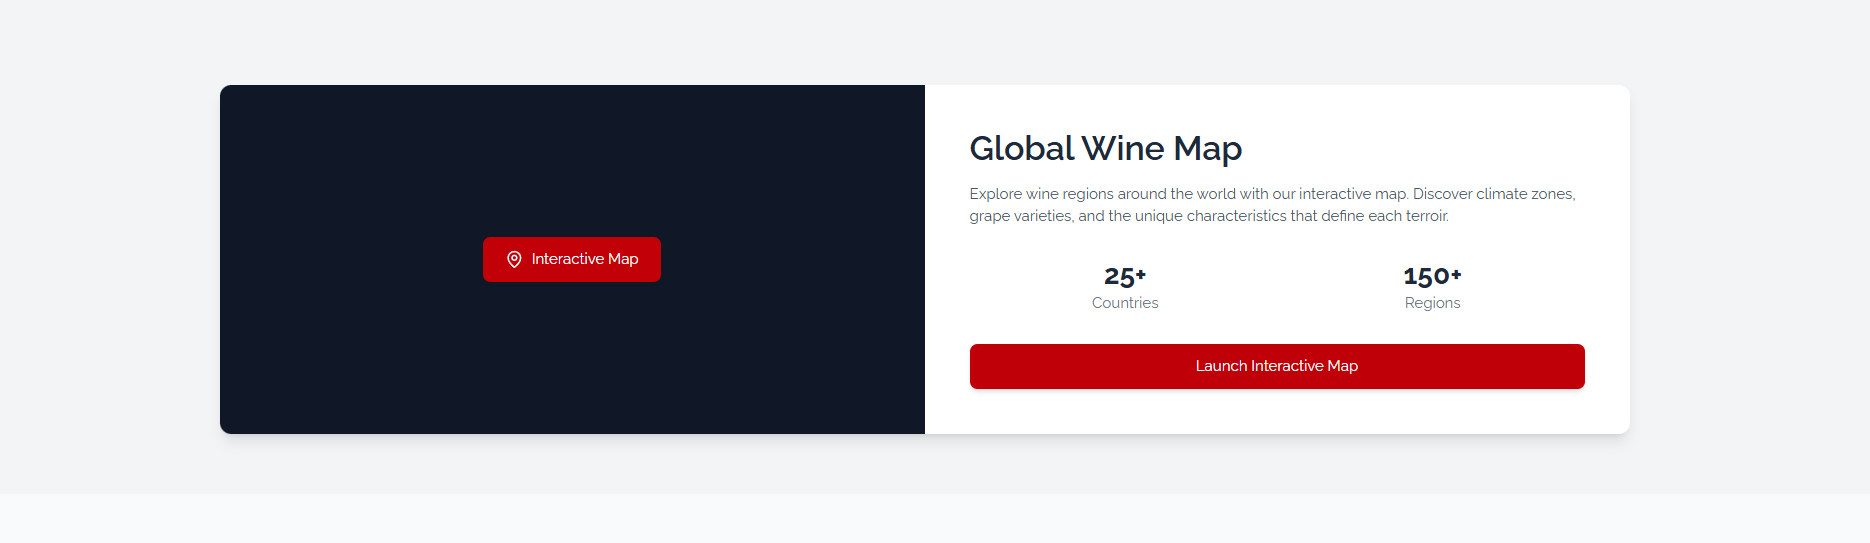 Interactive Map
Global Wine Map
Explore wine regions around the world with our interactive map. Discover climate zones,
grape varieties, and the unique characteristics that define each terroir.
25+
Countries
150+
Regions
Launch Interactive Map